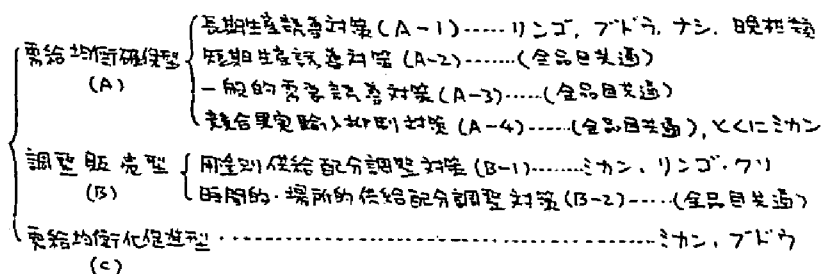 長期生産誘導対策(A-1)……リンゴ, ブドウ, ナシ, 晩柑類
需給均衡確保型 短期生産誘導対策(A-2)……(全品目共通)
(A) 一般的需要誘導対策(A-3)……(全品目共通)
競合果実輸入抑制対策(A-4)……(全品目共通), とくにミカン
調整販売型 用途別供給配分調整対策(B-1)……ミカン, リンゴ・クリ
(B) 時間的・場所的供給配分調整対策(B-2)……(全品目共通)
需給均衡化促進型……ミカン, ブドウ
(C)